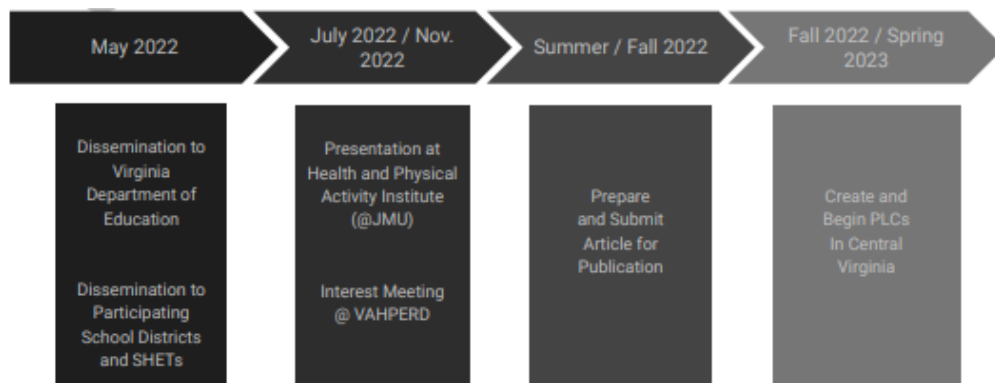 May 2022
July 2022 / Nov.
2022
Summer / Fall 2022
Fall 2022 / Spring
2023
Dissemination to
Virginia
Department of
Education
Dissemination to
Participating
School Districts
and SHETs
Presentation at
Health and Physical
Activity Institute
(@JMU)
Interest Meeting
@ VAHPERD
Prepare
and Submit
Article for
Publication
Create and
Begin PLCs
In Central
Virginia